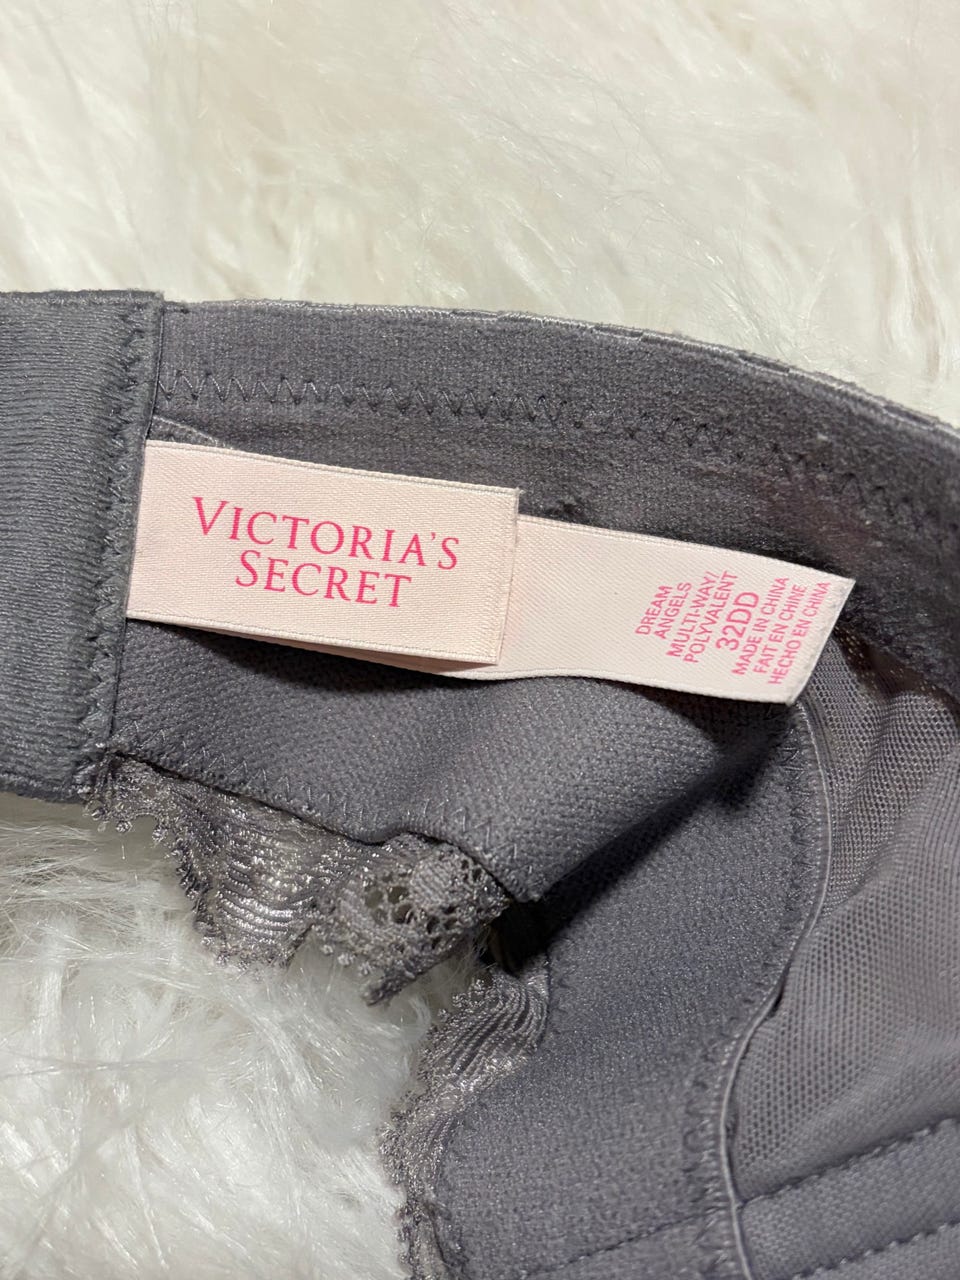 VICTORIA'S
SECRET
DREAM
ANGELS
MULTI-WAY/
POLYVALENT
32DD
MADE IN CHINA
FAIT EN CHINE
HECHO EN CHINA